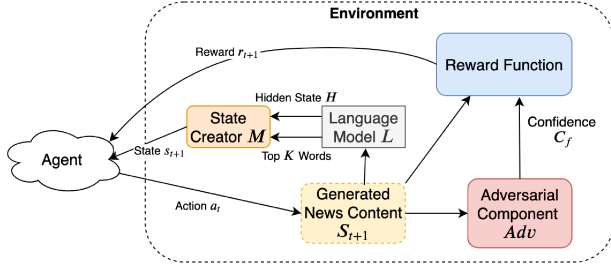 Environment
Reward r_{t+1}
Reward Function
Hidden State H
State
Creator M
Language
Model L
Confidence
C_f
Agent
State s_{t+1}
Top K Words
Action a_t
Generated
News Content
S_{t+1}
Adversarial
Component
Adv